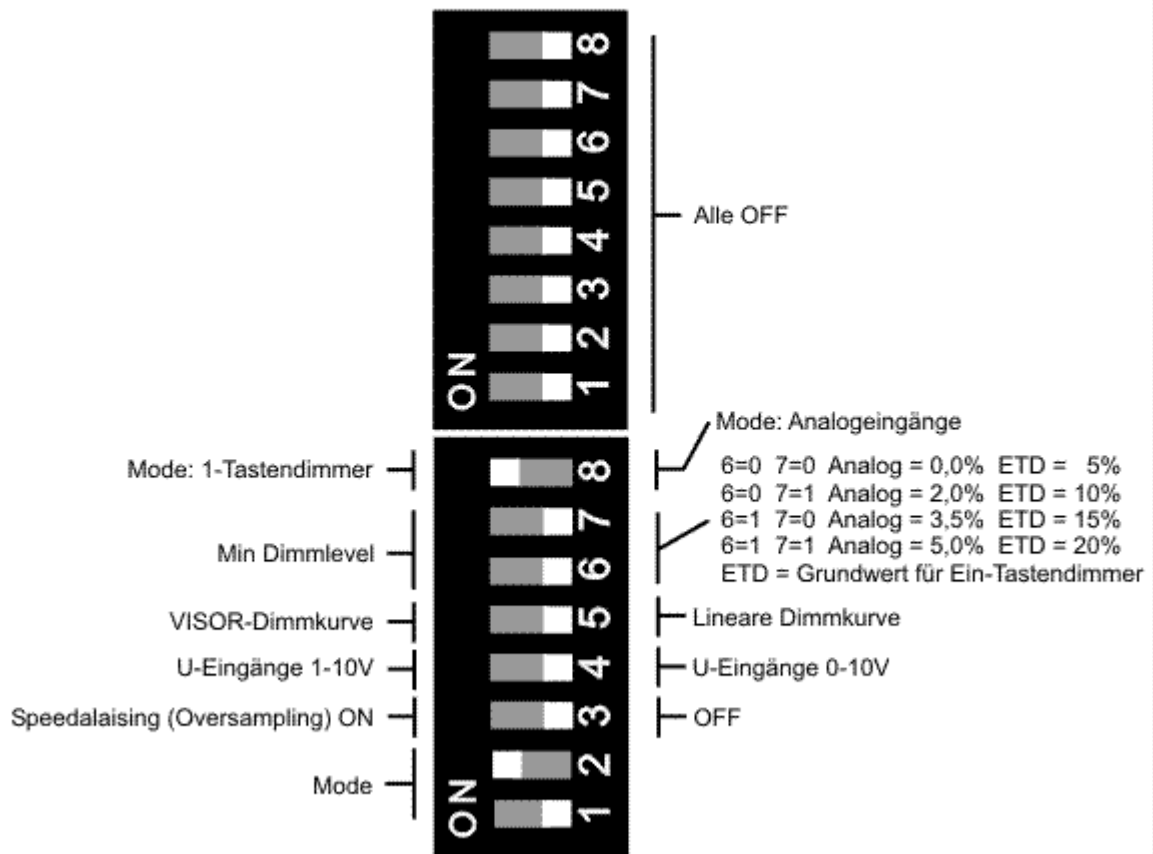 8
7
6
5
4
3
2
1
ON
Alle OFF
Mode: Analogeingänge
Mode: 1-Tastendimmer
8
6=0 7=0 Analog = 0,0% ETD = 5%
6=0 7=1 Analog = 2,0% ETD = 10%
6=1 7=0 Analog = 3,5% ETD = 15%
6=1 7=1 Analog = 5,0% ETD = 20%
ETD = Grundwert für Ein-Tastendimmer
7
Min Dimmlevel
6
VISOR-Dimmkurve
5
Lineare Dimmkurve
U-Eingänge 1-10V
4
U-Eingänge 0-10V
Speedalaising (Oversampling) ON
3
OFF
2
Mode
1
ON